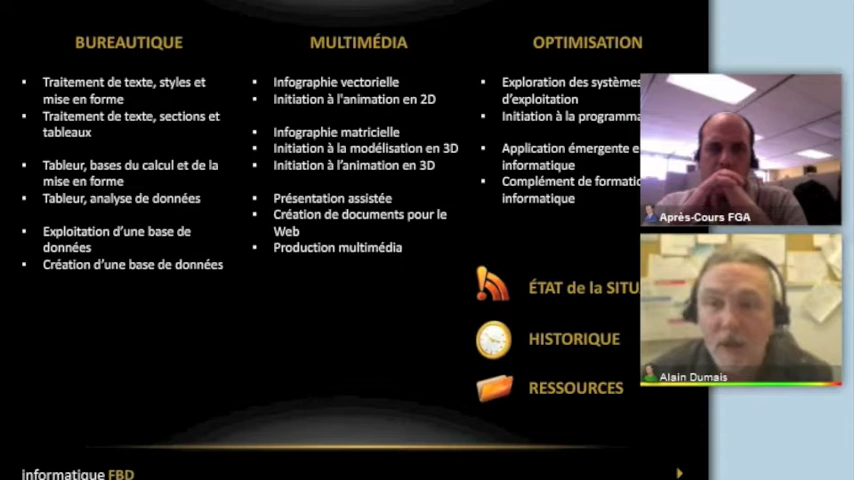 BUREAUTIQUE
Traitement de texte, styles et
mise en forme
Traitement de texte, sections et
tableaux
Tableur, bases du calcul et de la
mise en forme
Tableur, analyse de données
Exploitation d'une base de
données
Création d'une base de données
MULTIMÉDIA
Infographie vectorielle
Initiation à l'animation en 2D
Infographie matricielle
Initiation à la modélisation en 3D
Initiation à l'animation en 3D
Présentation assistée
Création de documents pour le
Web
Production multimédia
OPTIMISATION
Exploration des systèmes
d'exploitation
Initiation à la
Application émergente
informatique
Complément de
informatique
ÉTAT de la
HISTORIQUE
RESSOURCES
Après-Cours FGA
Alain Dumais
informatique FBD